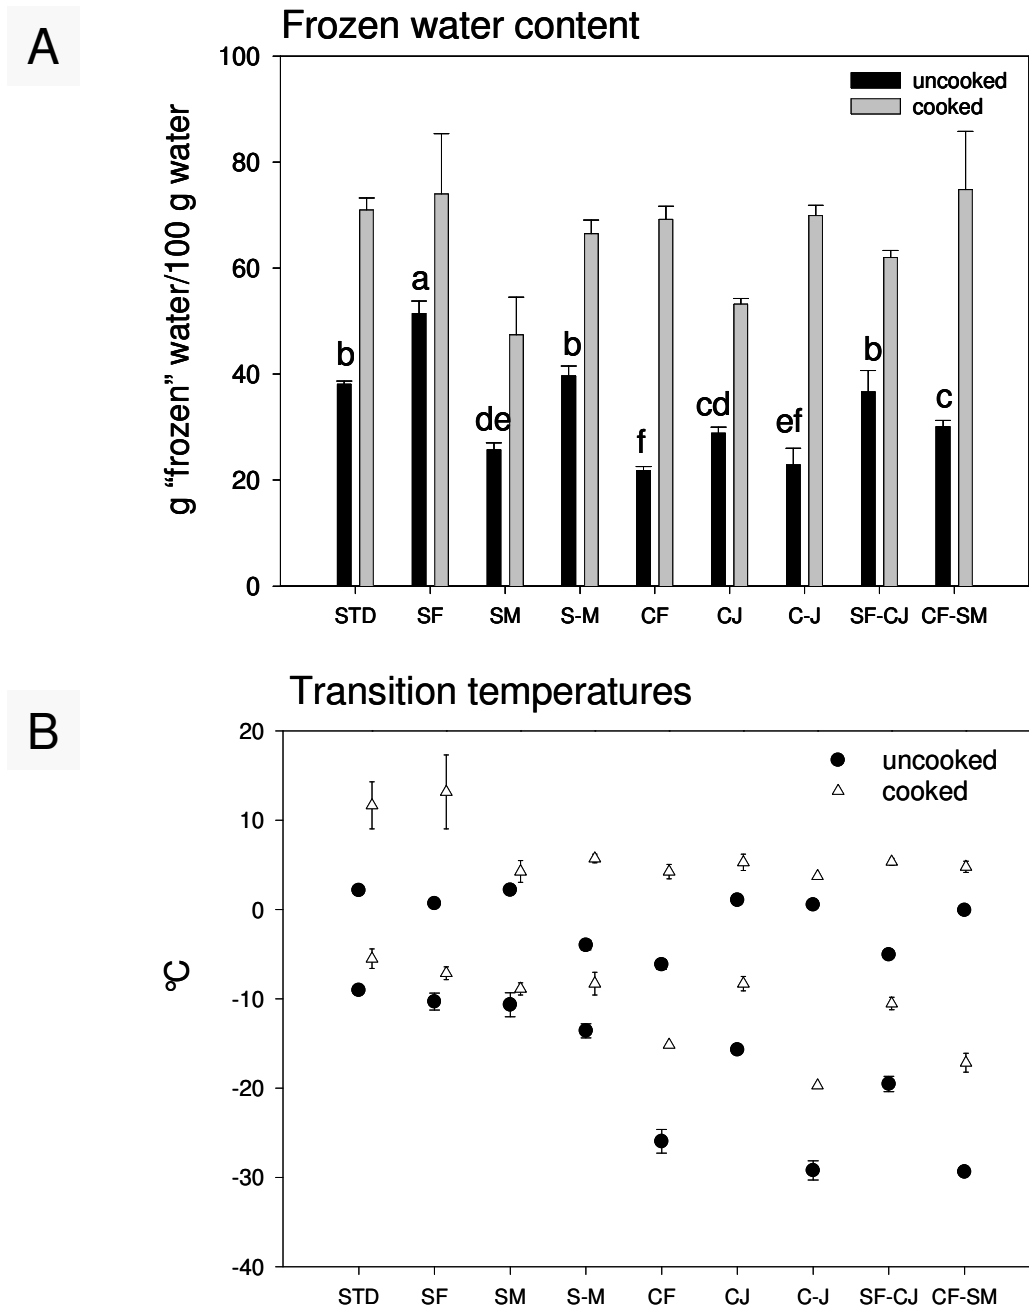 A
Frozen water content
g “frozen” water/100 g water
100
80
60
40
20
0
uncooked
cooked
b
a
de
b
f
cd
ef
b
c
STD SF SM S-M CF CJ C-J SF-CJ CF-SM
B
Transition temperatures
°C
20
10
0
-10
-20
-30
-40
uncooked
cooked
STD SF SM S-M CF CJ C-J SF-CJ CF-SM